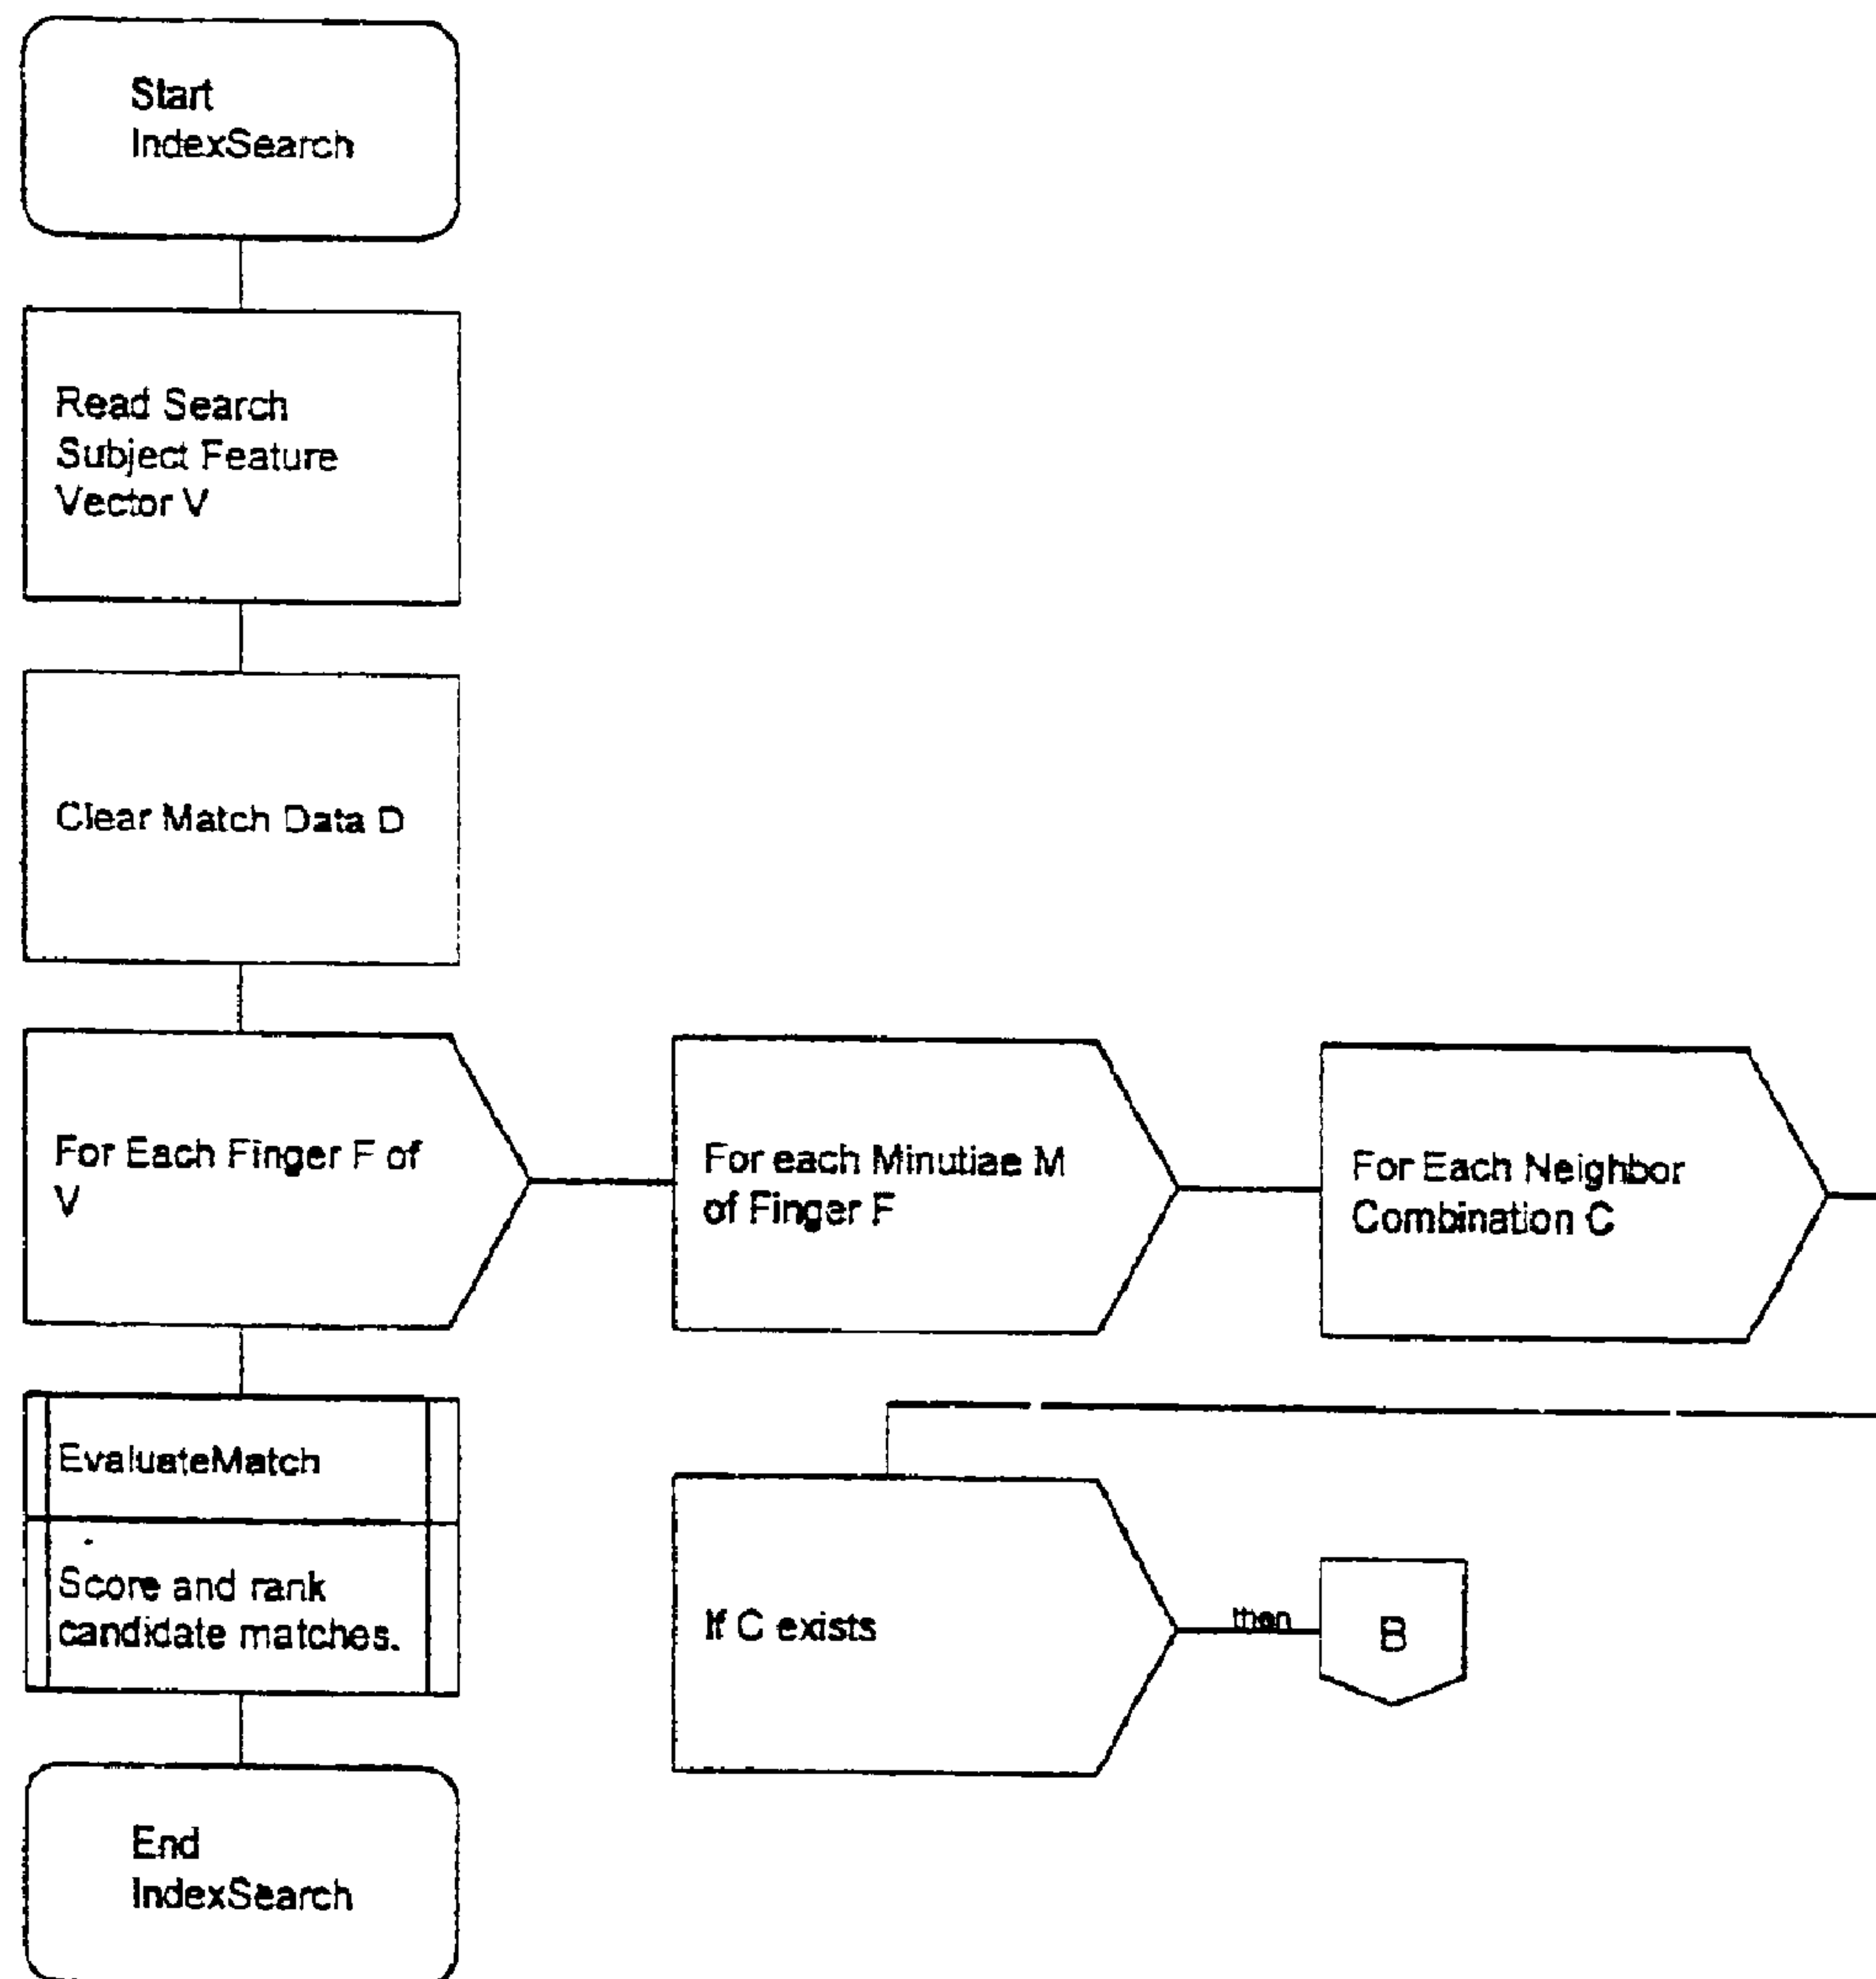 Start
IndexSearch
Read Search
Subject Feature
Vector V
Clear Match Data D
For Each Finger F of
V
For each Minutiae M
of Finger F
For Each Neighbor
Combination C
EvaluateMatch
Score and rank
candidate matches.
If C exists
then
B
End
IndexSearch